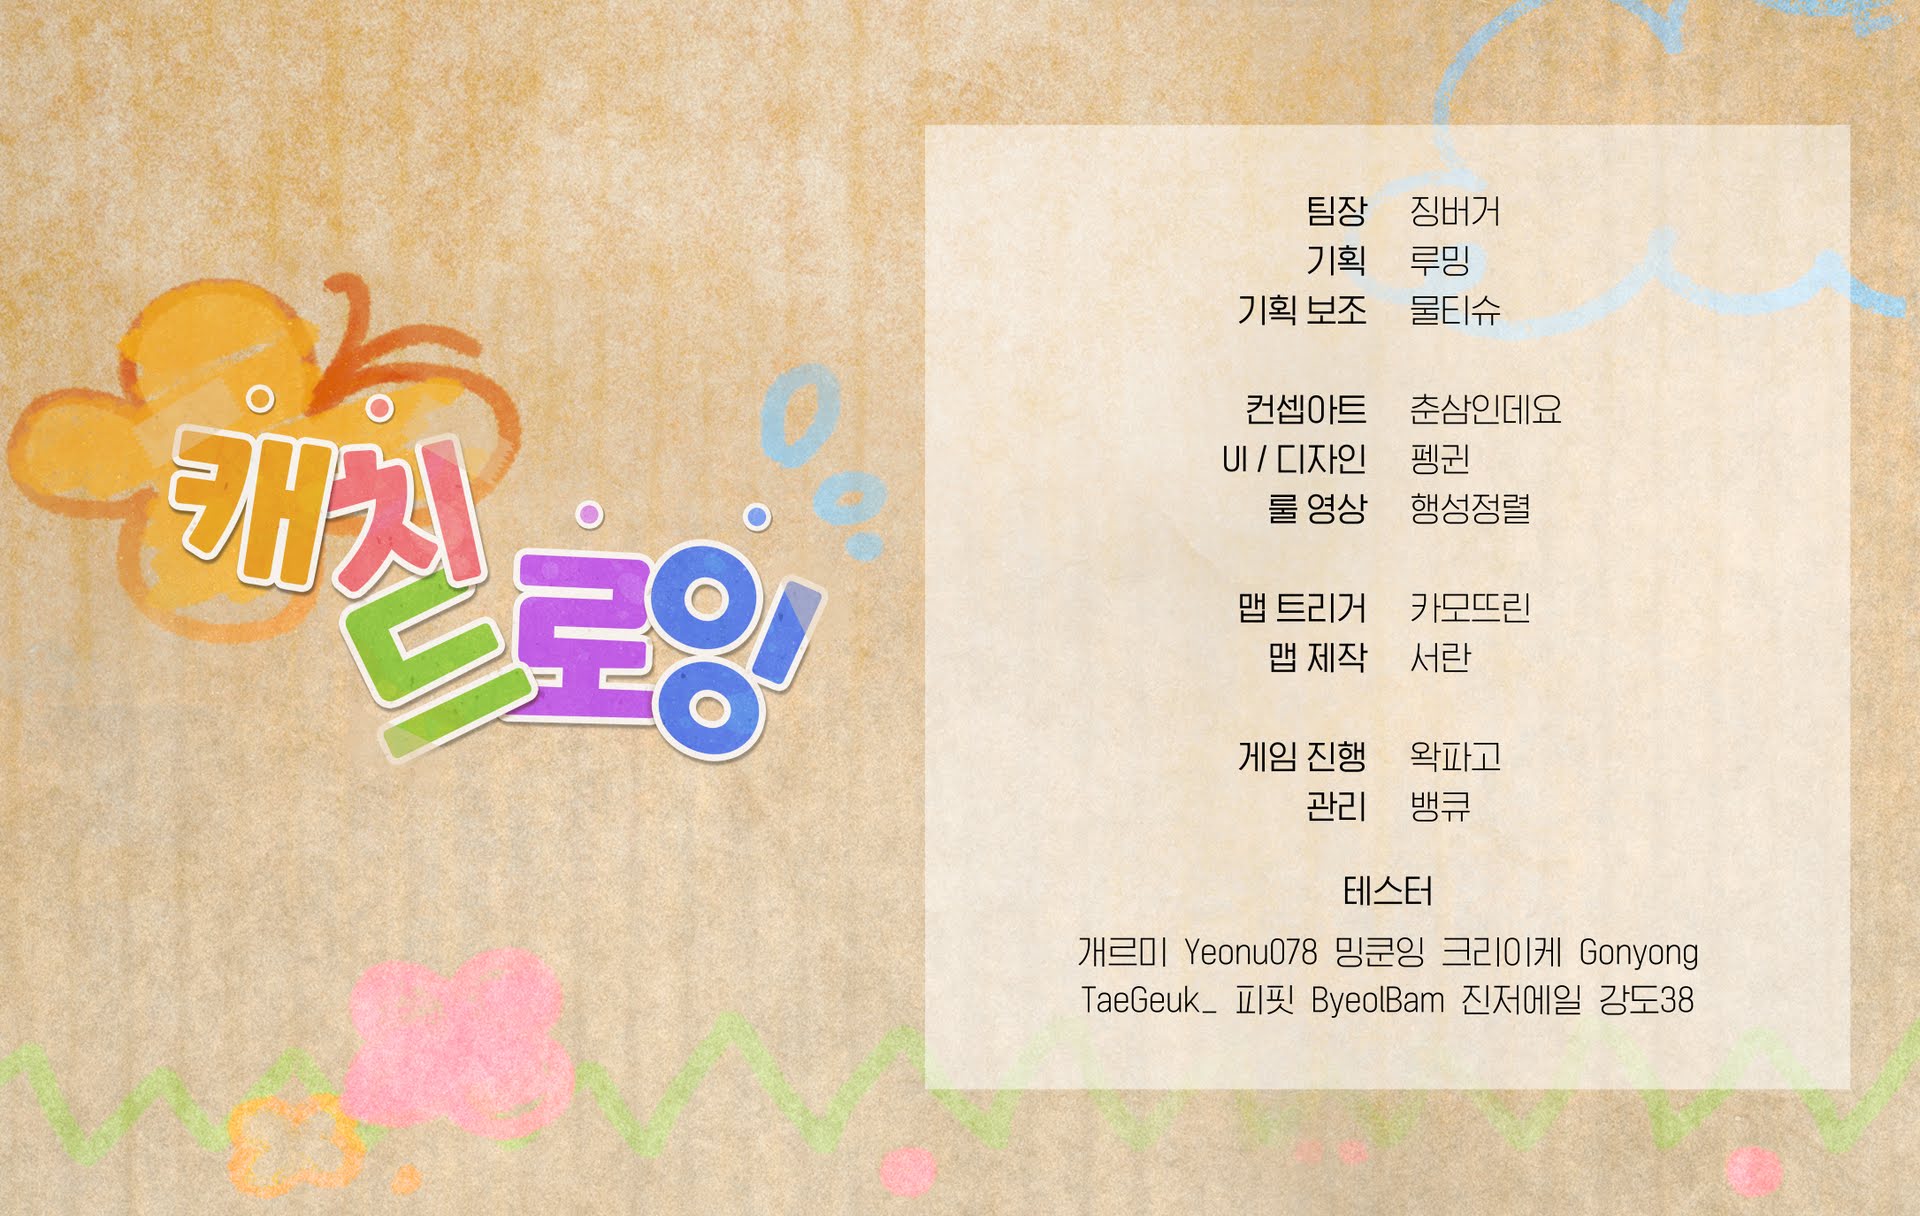 캐치
드로잉
팀장 징버거
기획 루밍
기획 보조 물티슈
컨셉아트 춘삼인데요
UI / 디자인 펭귄
룰 영상 행성정렬
맵 트리거 카모뜨린
맵 제작 서란
게임 진행 왁파고
관리 뱅큐
테스터
개르미 Yeonu078 밍쿤잉 크리이케 Gonyong
TaeGeuk_ 피핏 ByeolBam 진저에일 강도38